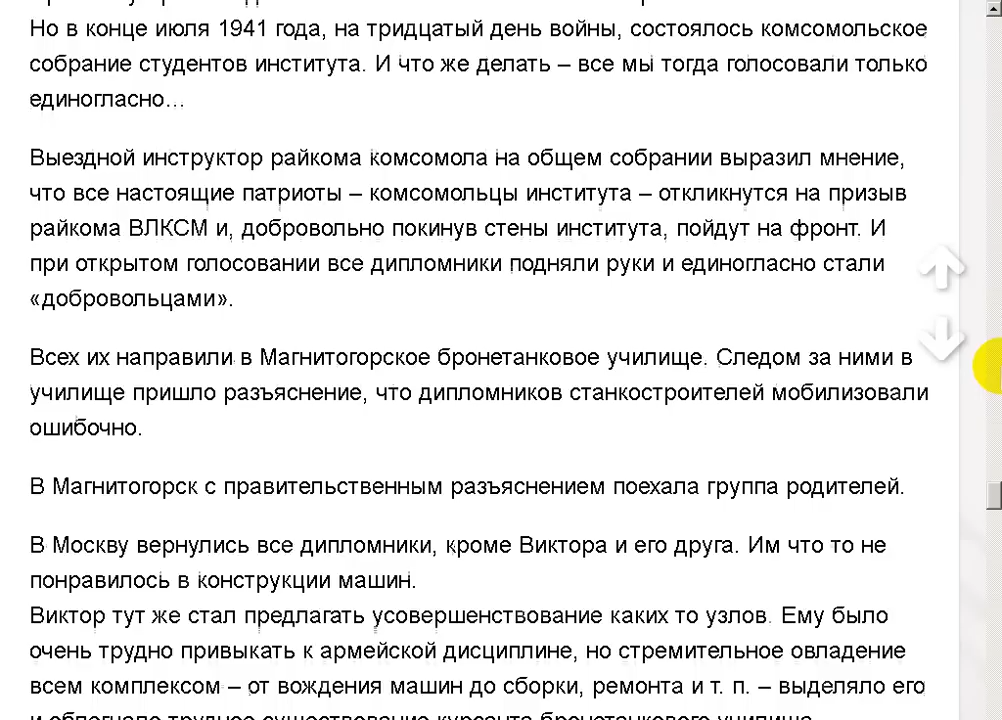 Но в конце июля 1941 года, на тридцатый день войны, состоялось комсомольское
собрание студентов института. И что же делать – все мы тогда голосовали только
единогласно…
Выездной инструктор райкома комсомола на общем собрании выразил мнение,
что все настоящие патриоты – комсомольцы института – откликнутся на призыв
райкома ВЛКСМ и, добровольно покинув стены института, пойдут на фронт. И
при открытом голосовании все дипломники подняли руки и единогласно стали
«добровольцами».
Всех их направили в Магнитогорское бронетанковое училище. Следом за ними в
училище пришло разъяснение, что дипломников станкостроителей мобилизовали
ошибочно.
В Магнитогорск с правительственным разъяснением поехала группа родителей.
В Москву вернулись все дипломники, кроме Виктора и его друга. Им что то не
понравилось в конструкции машин.
Виктор тут же стал предлагать усовершенствование каких то узлов. Ему было
очень трудно привыкать к армейской дисциплине, но стремительное овладение
всем комплексом – от вождения машин до сборки, ремонта и т. п. – выделяло его
и облегчало трудное существование курсанта бронетанкового училища